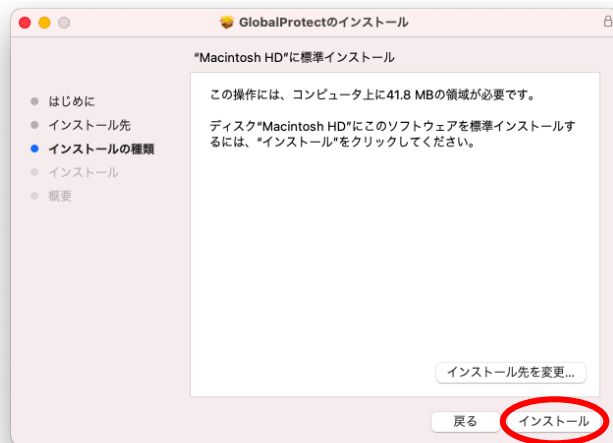 GlobalProtectのインストール
"Macintosh HD"に標準インストール
はじめに
インストール先
インストールの種類
インストール
概要
この操作には、コンピュータ上に41.8 MBの領域が必要です。
ディスク"Macintosh HD"にこのソフトウェアを標準インストールす
るには、"インストール"をクリックしてください。
インストール先を変更...
戻る
インストール